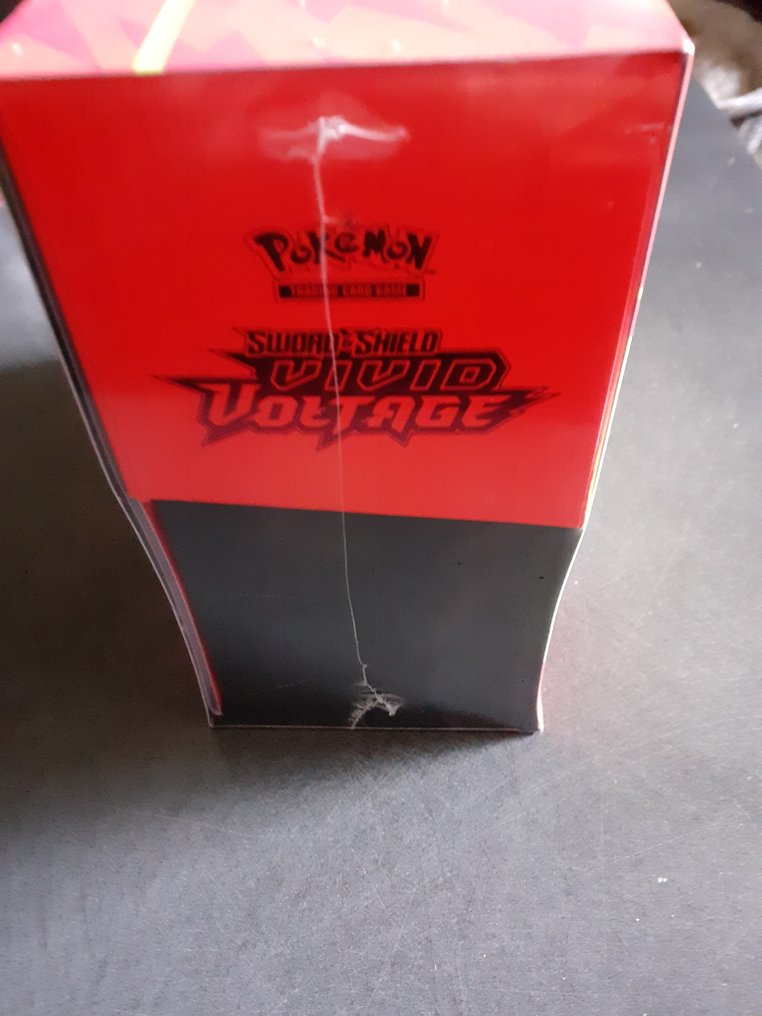 POKéMON
TRADING CARD GAME
SWORD & SHIELD
VIVID
VOLTAGE